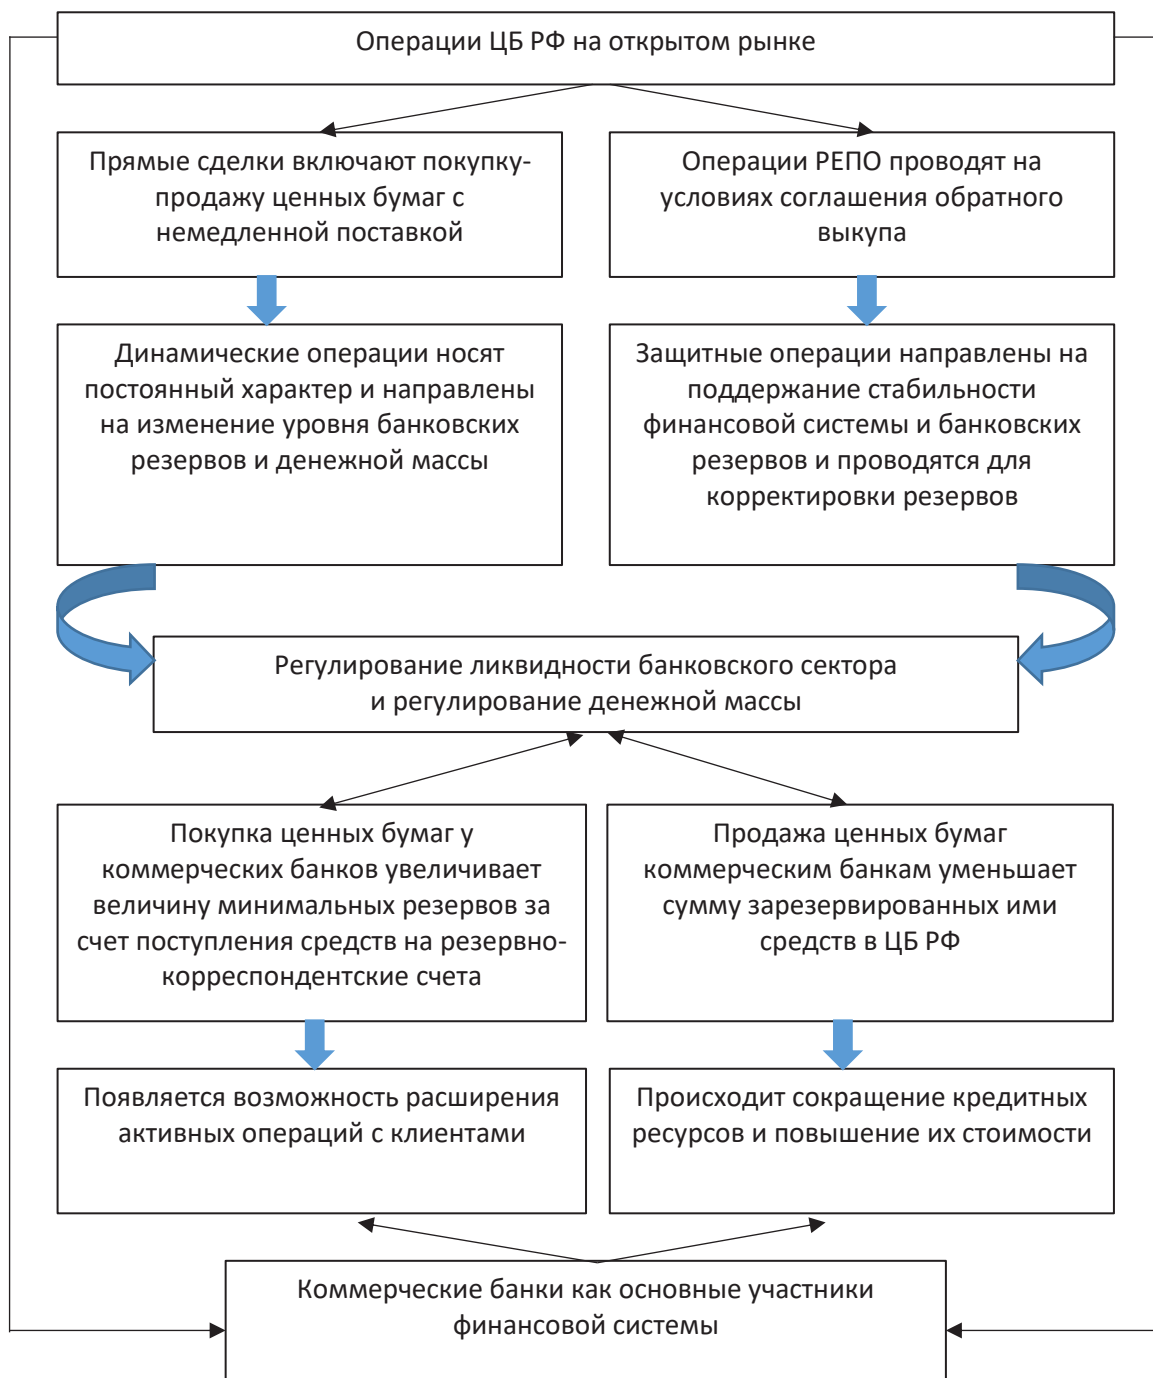 Операции ЦБ РФ на открытом рынке
Прямые сделки включают покупку-
продажу ценных бумаг с
немедленной поставкой
Операции РЕПО проводят на
условиях соглашения обратного
выкупа
Динамические операции носят
постоянный характер и направлены
на изменение уровня банковских
резервов и денежной массы
Защитные операции направлены на
поддержание стабильности
финансовой системы и банковских
резервов и проводятся для
корректировки резервов
Регулирование ликвидности банковского сектора
и регулирование денежной массы
Покупка ценных бумаг у
коммерческих банков увеличивает
величину минимальных резервов за
счет поступления средств на резервно-
корреспондентские счета
Продажа ценных бумаг
коммерческим банкам уменьшает
сумму зарезервированных ими
средств в ЦБ РФ
Появляется возможность расширения
активных операций с клиентами
Происходит сокращение кредитных
ресурсов и повышение их стоимости
Коммерческие банки как основные участники
финансовой системы